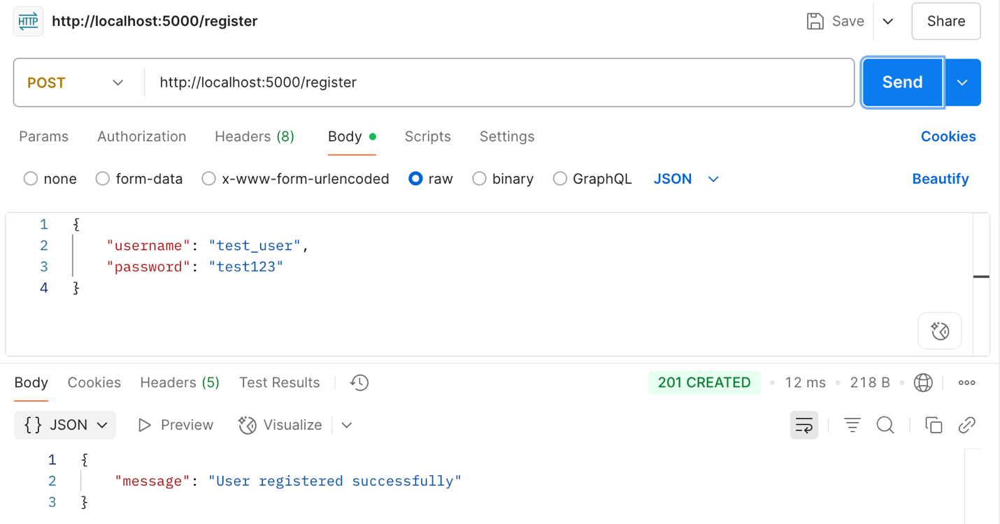 HTTP http://localhost:5000/register Save Share
POST http://localhost:5000/register Send
Params Authorization Headers (8) Body Scripts Settings Cookies
none form-data x-www-form-urlencoded raw binary GraphQL JSON Beautify
1 {
2 "username": "test_user",
3 "password": "test123"
4 }
Body Cookies Headers (5) Test Results 201 CREATED 12 ms 218 B
{} JSON Preview Visualize
1 {
2 "message": "User registered successfully"
3 }